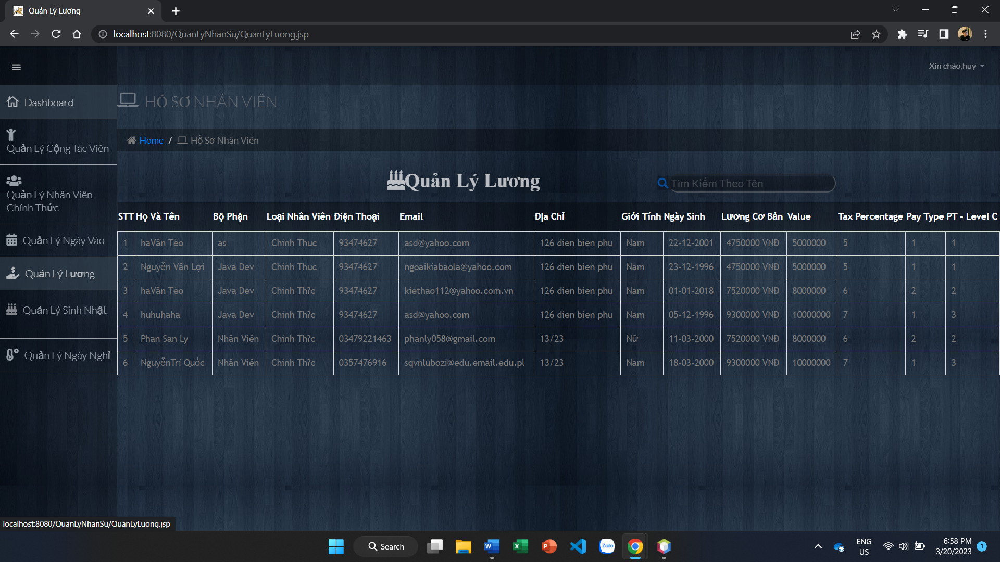 Quản Lý Lương
localhost:8080/QuanLyNhanSu/QuanLyLuong.jsp
Xin chào,huy
Dashboard
Quản Lý Cộng Tác Viên
Quản Lý Nhân Viên
Chính Thức
Quản Lý Ngày Vào
Quản Lý Lương
Quản Lý Sinh Nhật
Quản Lý Ngày Nghỉ
HỒ SƠ NHÂN VIÊN
Home / Hồ Sơ Nhân Viên
Quản Lý Lương
Tìm Kiếm Theo Tên
STT Họ Và Tên Bộ Phận Loại Nhân Viên Điện Thoại Email Địa Chỉ Giới Tính Ngày Sinh Lương Cơ Bản Value Tax Percentage Pay Type PT - Level C
1 haVăn Tèo as Chính Thuc 93474627 asd@yahoo.com 126 dien bien phu Nam 22-12-2001 4750000 VNĐ 5000000 5 1 1
2 Nguyễn Văn Lợi Java Dev Chính Thuc 93474627 ngoaikiabaola@yahoo.com 126 dien bien phu Nam 23-12-1996 4750000 VNĐ 5000000 5 1 1
3 haVăn Tèo Java Dev Chính Th?c 93474627 kiethao112@yahoo.com.vn 126 dien bien phu Nam 01-01-2018 7520000 VNĐ 8000000 6 2 2
4 huhuhaha Java Dev Chính Th?c 93474627 asd@yahoo.com 126 dien bien phu Nam 05-12-1996 9300000 VNĐ 10000000 7 1 3
5 Phan San Ly Nhân Viên Chính Th?c 03479221463 phanly058@gmail.com 13/23 Nữ 11-03-2000 7520000 VNĐ 8000000 6 2 2
6 NguyễnTrí Quốc Nhân Viên Chính Th?c 0357476916 sqvnlubozi@edu.email.edu.pl 13/23 Nam 18-03-2000 9300000 VNĐ 10000000 7 1 3
localhost:8080/QuanLyNhanSu/QuanLyLuong.jsp
Search
Zalo
ENG
US
6:58 PM
3/20/2023
1